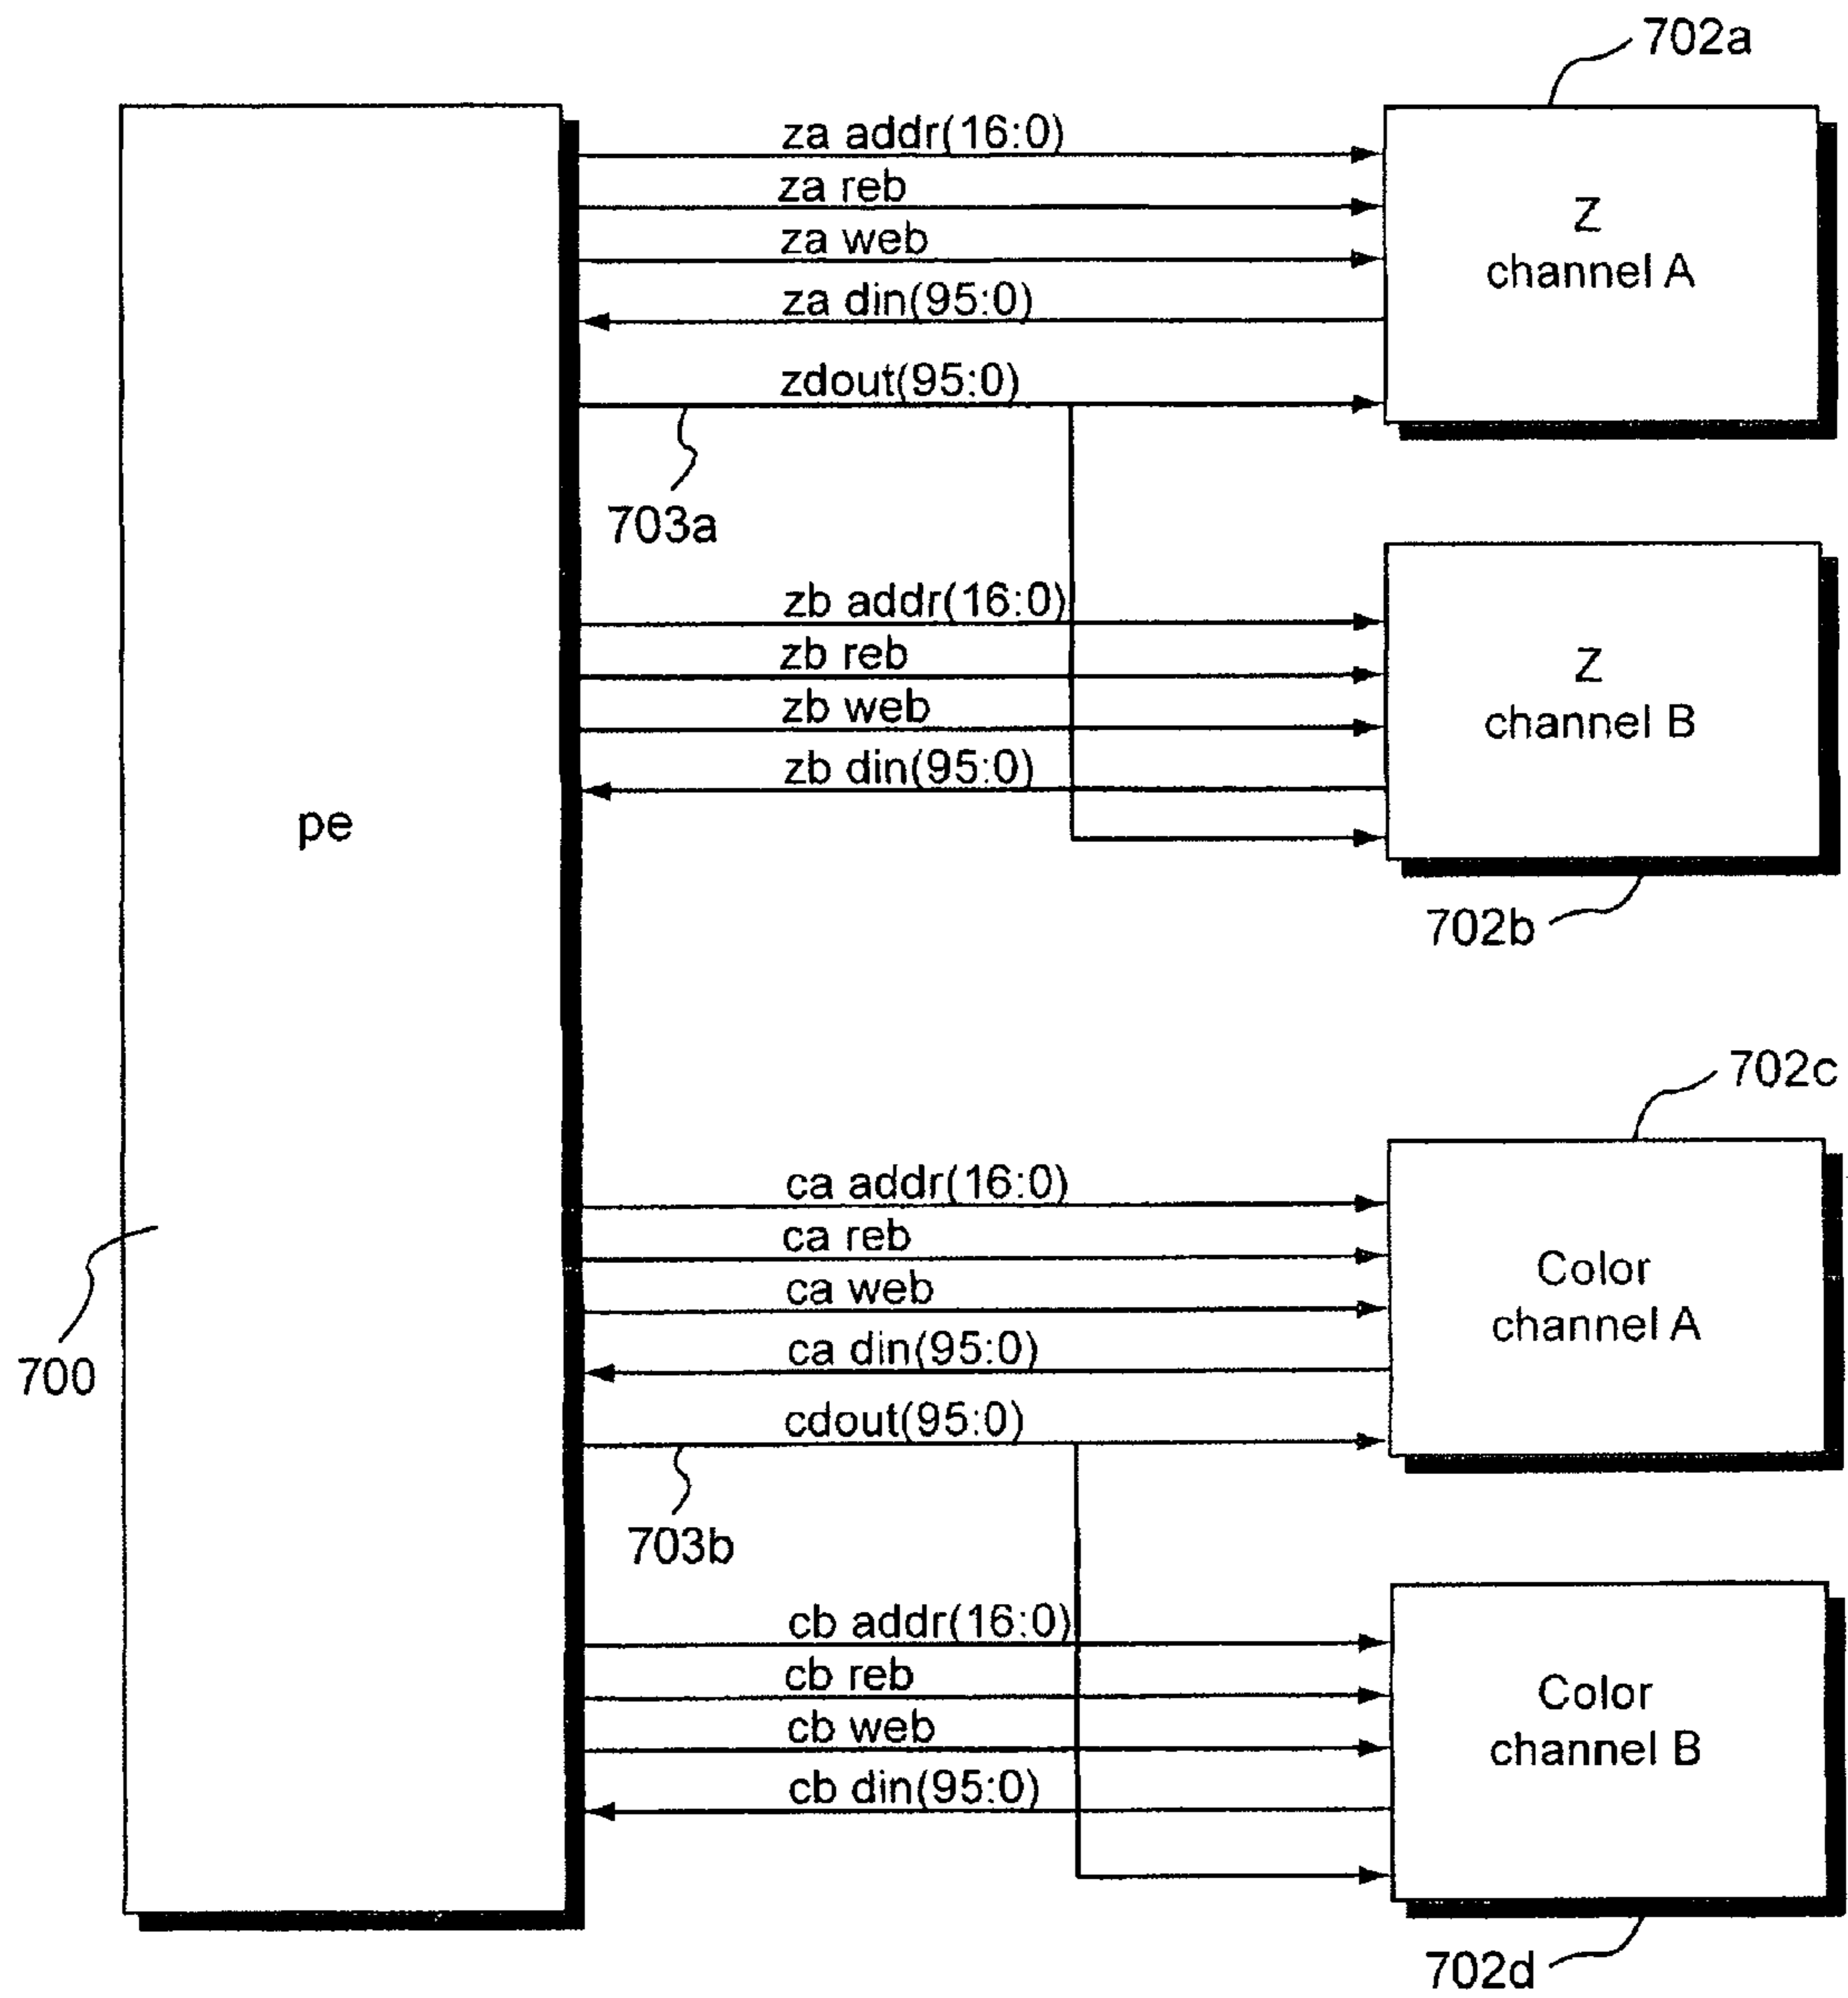 702a
za addr(16:0)
za reb
za web
za din(95:0)
zdout(95:0)
Z
channel A
703a
zb addr(16:0)
zb reb
zb web
zb din(95:0)
Z
channel B
pe
702b
702c
ca addr(16:0)
ca reb
ca web
ca din(95:0)
cdout(95:0)
Color
channel A
700
703b
cb addr(16:0)
cb reb
cb web
cb din(95:0)
Color
channel B
702d